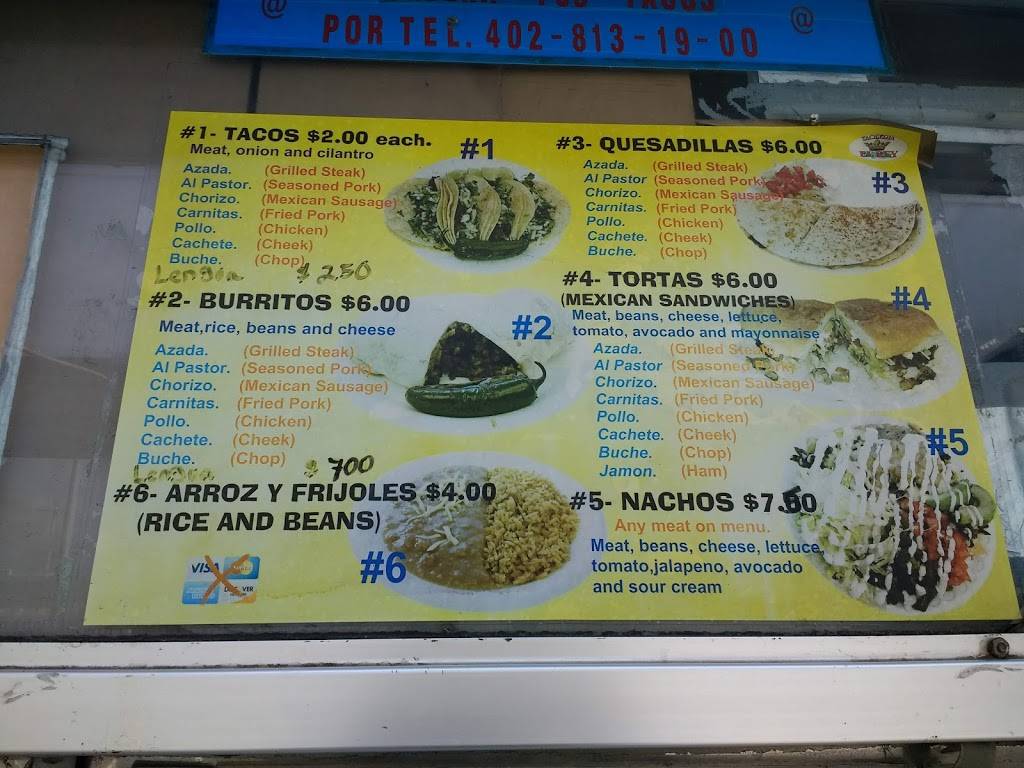 POR TACOS
POR TEL. 402-813-19-00
@ @
#1- TACOS $2.00 each.
Meat, onion and cilantro
#1
Azada. (Grilled Steak)
Al Pastor. (Seasoned Pork)
Chorizo. (Mexican Sausage)
Carnitas. (Fried Pork)
Pollo. (Chicken)
Cachete. (Cheek)
Buche. (Chop)
Lengua $250
#2- BURRITOS $6.00
Meat,rice, beans and cheese
#2
Azada. (Grilled Steak)
Al Pastor. (Seasoned Pork)
Chorizo. (Mexican Sausage)
Carnitas. (Fried Pork)
Pollo. (Chicken)
Cachete. (Cheek)
Buche. (Chop)
Lengua $700
#6- ARROZ Y FRIJOLES $4.00
(RICE AND BEANS)
#6
VISA
#3- QUESADILLAS $6.00
TAQUERIA
EL REY
#3
Azada. (Grilled Steak)
Al Pastor (Seasoned Pork)
Chorizo. (Mexican Sausage)
Carnitas. (Fried Pork)
Pollo. (Chicken)
Cachete. (Cheek)
Buche. (Chop)
#4- TORTAS $6.00
(MEXICAN SANDWICHES)
#4
Meat, beans, cheese, lettuce,
tomato, avocado and mayonnaise
Azada. (Grilled Steak)
Al Pastor (Seasoned Pork)
Chorizo. (Mexican Sausage)
Carnitas. (Fried Pork)
Pollo. (Chicken)
Cachete. (Cheek)
Buche. (Chop)
Jamon. (Ham)
#5
#5- NACHOS $7.00
Any meat on menu.
Meat, beans, cheese, lettuce,
tomato,jalapeno, avocado
and sour cream